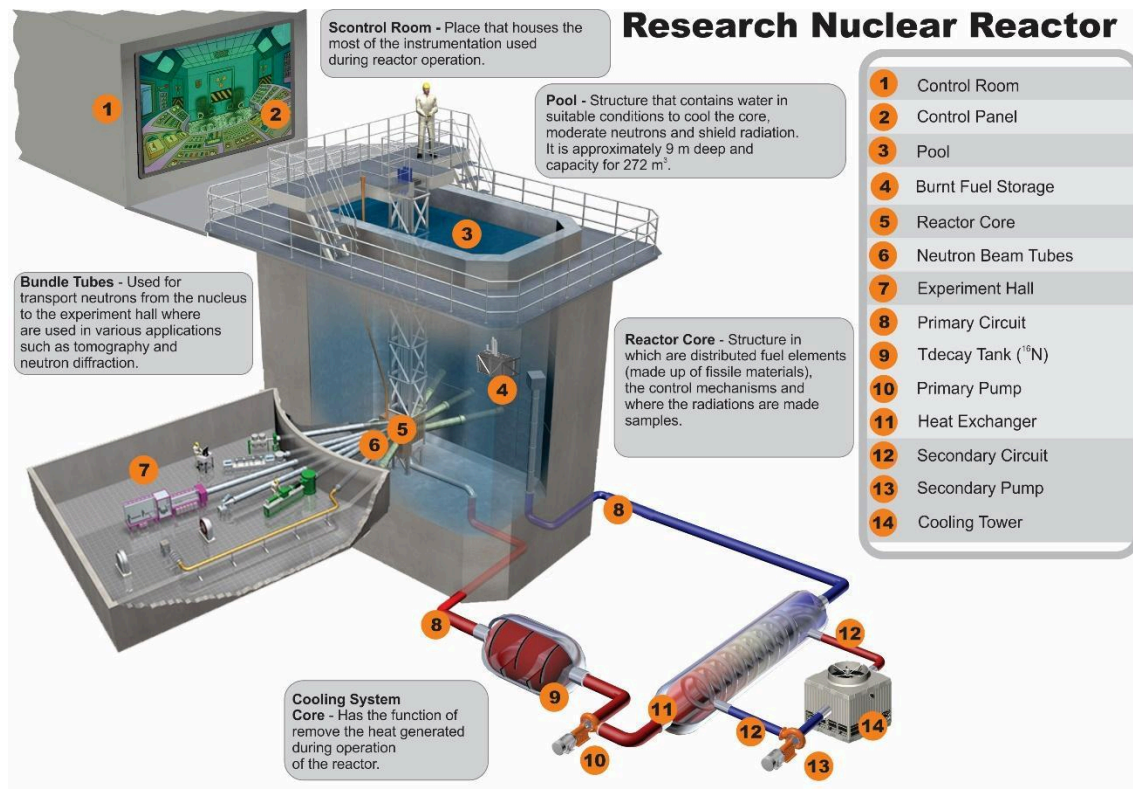 Research Nuclear Reactor
Scontrol Room - Place that houses the
most of the instrumentation used
during reactor operation.
Pool - Structure that contains water in
suitable conditions to cool the core,
moderate neutrons and shield radiation.
It is approximately 9 m deep and
capacity for 272 m³.
Bundle Tubes - Used for
transport neutrons from the nucleus
to the experiment hall where
are used in various applications
such as tomography and
neutron diffraction.
Reactor Core - Structure in
which are distributed fuel elements
(made up of fissile materials),
the control mechanisms and
where the radiations are made
samples.
Cooling System
Core - Has the function of
remove the heat generated
during operation
of the reactor.
1 Control Room
2 Control Panel
3 Pool
4 Burnt Fuel Storage
5 Reactor Core
6 Neutron Beam Tubes
7 Experiment Hall
8 Primary Circuit
9 Tdecay Tank (¹⁶N)
10 Primary Pump
11 Heat Exchanger
12 Secondary Circuit
13 Secondary Pump
14 Cooling Tower
1
2
3
4
5
6
7
8
8
9
10
11
12
12
13
14